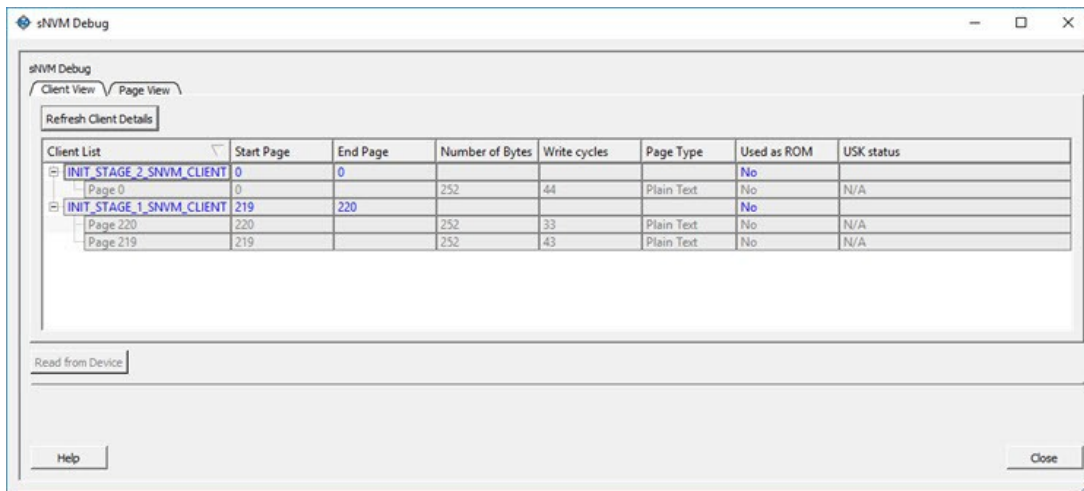 sNVM Debug
sNVM Debug
Client View Page View
Refresh Client Details
Client List Start Page End Page Number of Bytes Write cycles Page Type Used as ROM USK status
INIT_STAGE_2_SNVM_CLIENT 0 0 No
Page 0 0 252 44 Plain Text No N/A
INIT_STAGE_1_SNVM_CLIENT 219 220 No
Page 220 220 252 33 Plain Text No N/A
Page 219 219 252 43 Plain Text No N/A
Read from Device
Help Close